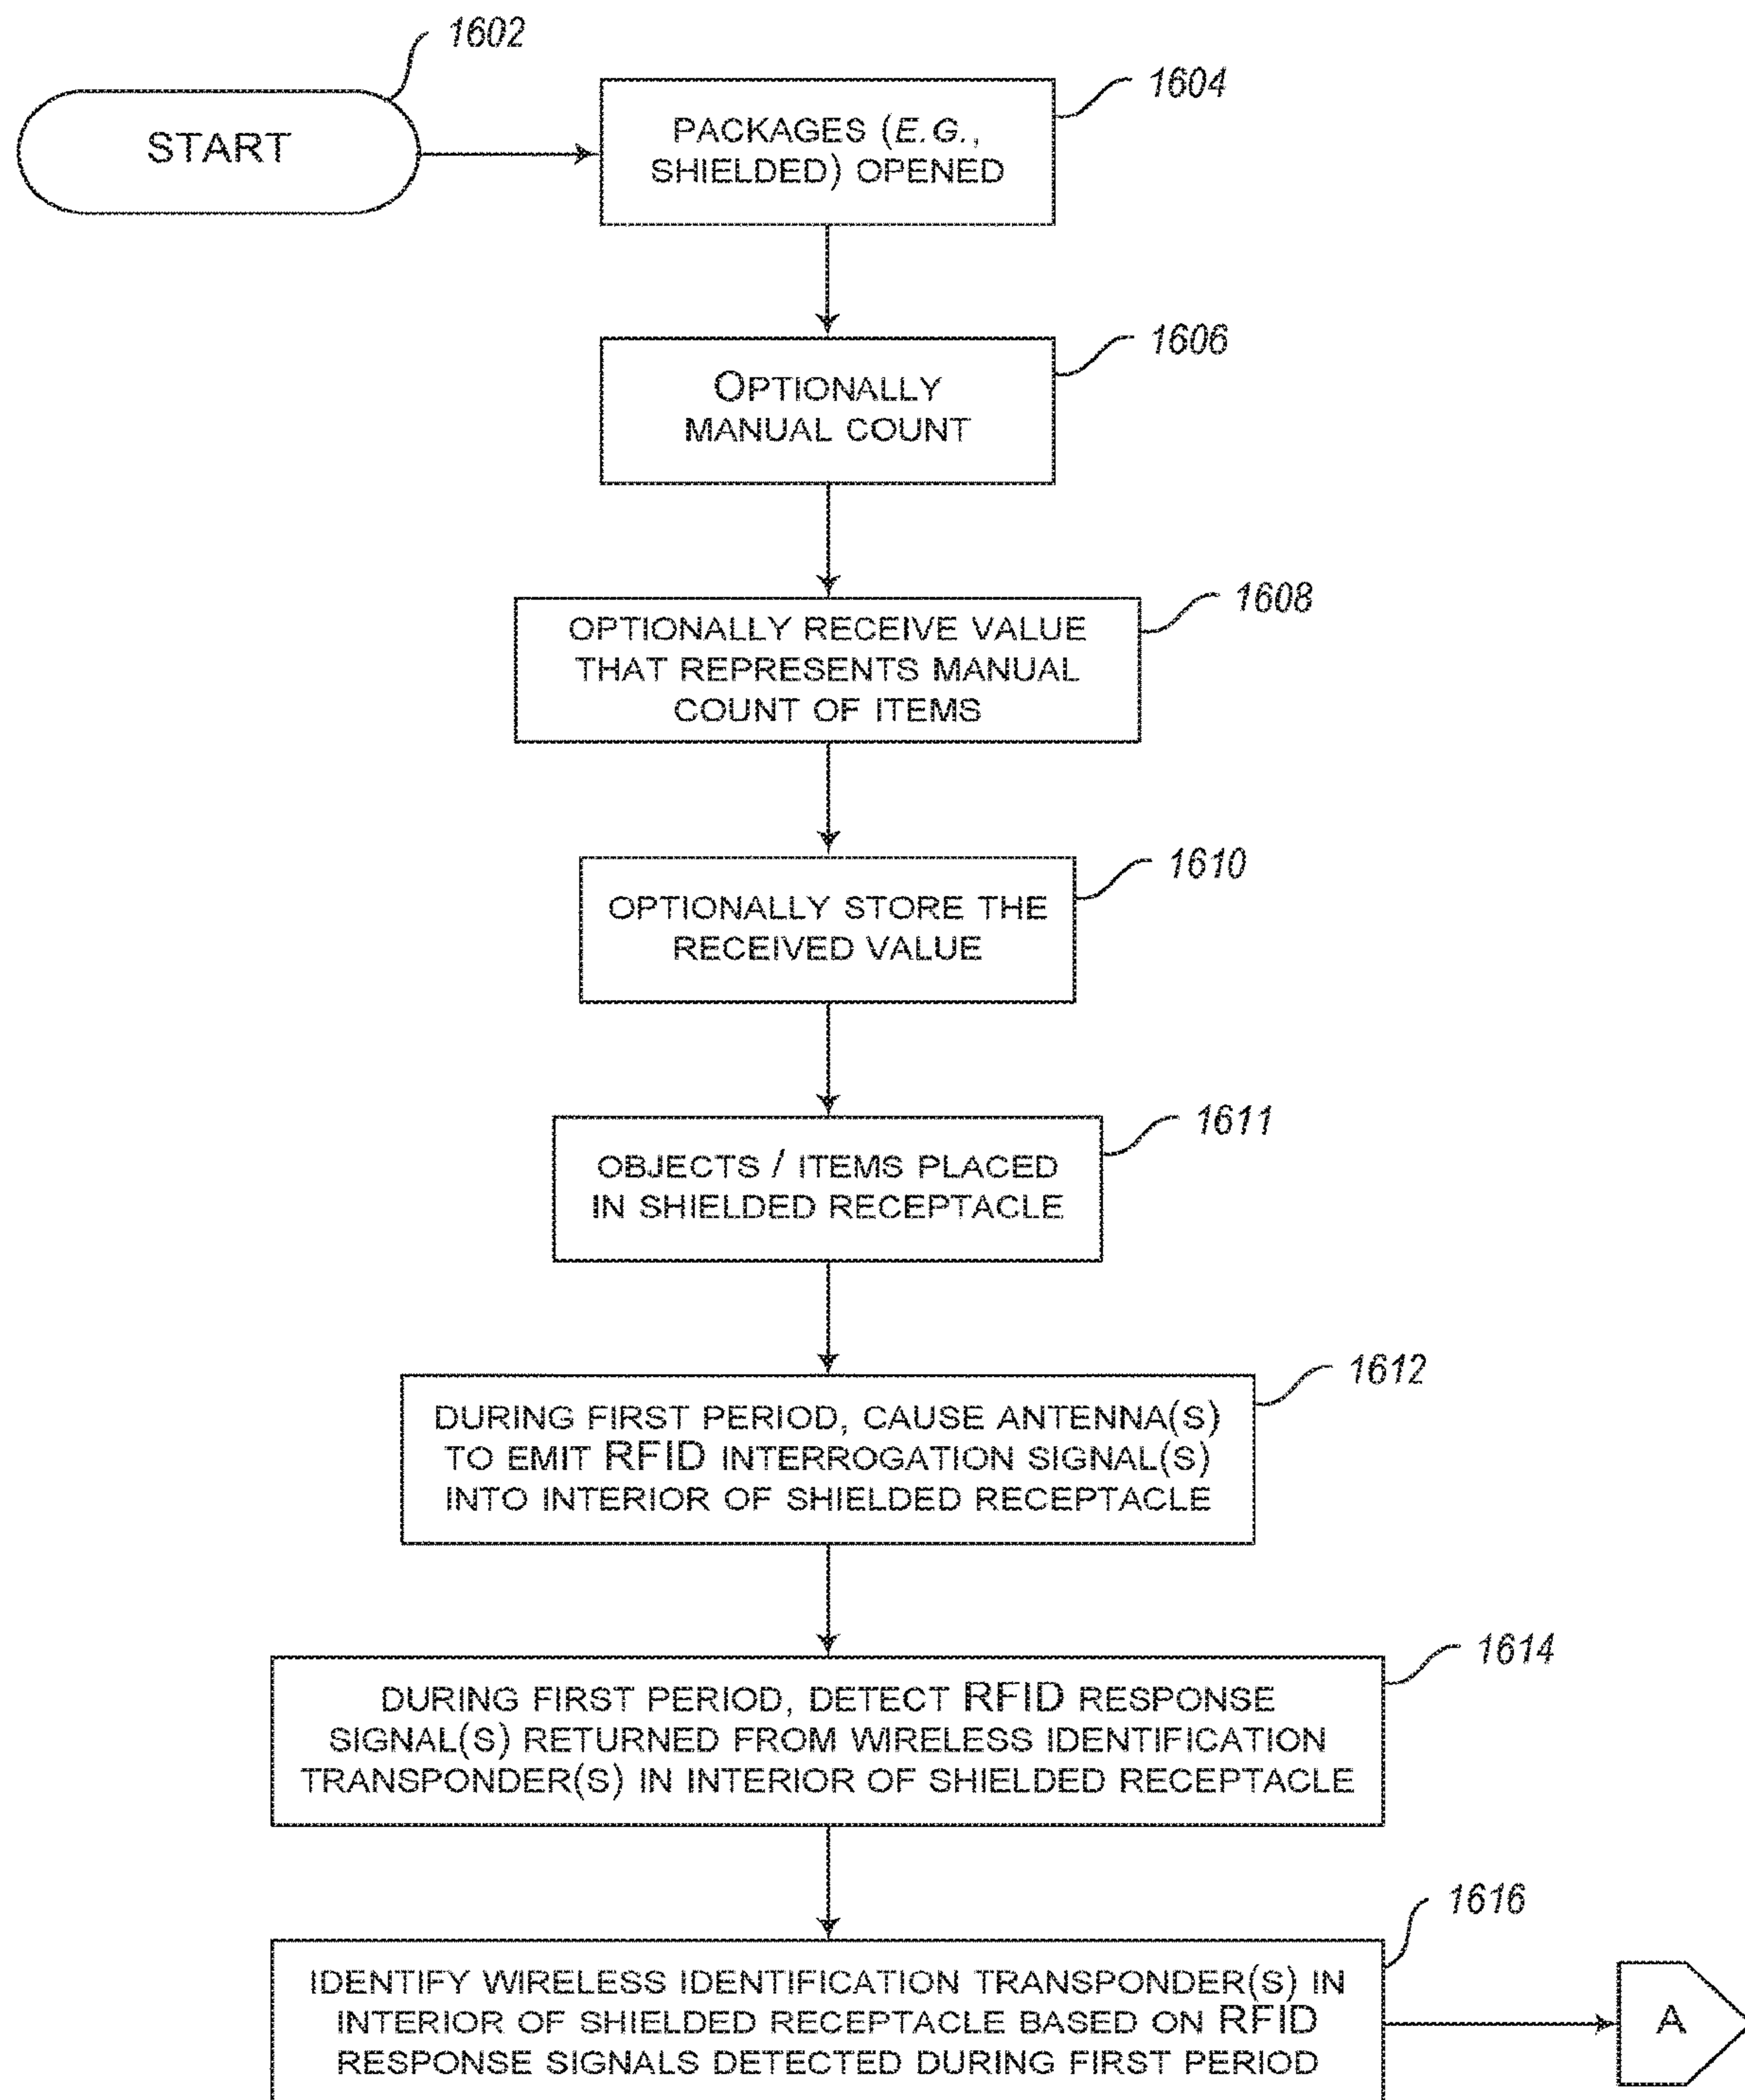 1602
START
1604
PACKAGES (E.G.,
SHIELDED) OPENED
1606
OPTIONALLY
MANUAL COUNT
1608
OPTIONALLY RECEIVE VALUE
THAT REPRESENTS MANUAL
COUNT OF ITEMS
1610
OPTIONALLY STORE THE
RECEIVED VALUE
1611
OBJECTS / ITEMS PLACED
IN SHIELDED RECEPTACLE
1612
DURING FIRST PERIOD, CAUSE ANTENNA(S)
TO EMIT RFID INTERROGATION SIGNAL(S)
INTO INTERIOR OF SHIELDED RECEPTACLE
1614
DURING FIRST PERIOD, DETECT RFID RESPONSE
SIGNAL(S) RETURNED FROM WIRELESS IDENTIFICATION
TRANSPONDER(S) IN INTERIOR OF SHIELDED RECEPTACLE
1616
IDENTIFY WIRELESS IDENTIFICATION TRANSPONDER(S) IN
INTERIOR OF SHIELDED RECEPTACLE BASED ON RFID
RESPONSE SIGNALS DETECTED DURING FIRST PERIOD
A